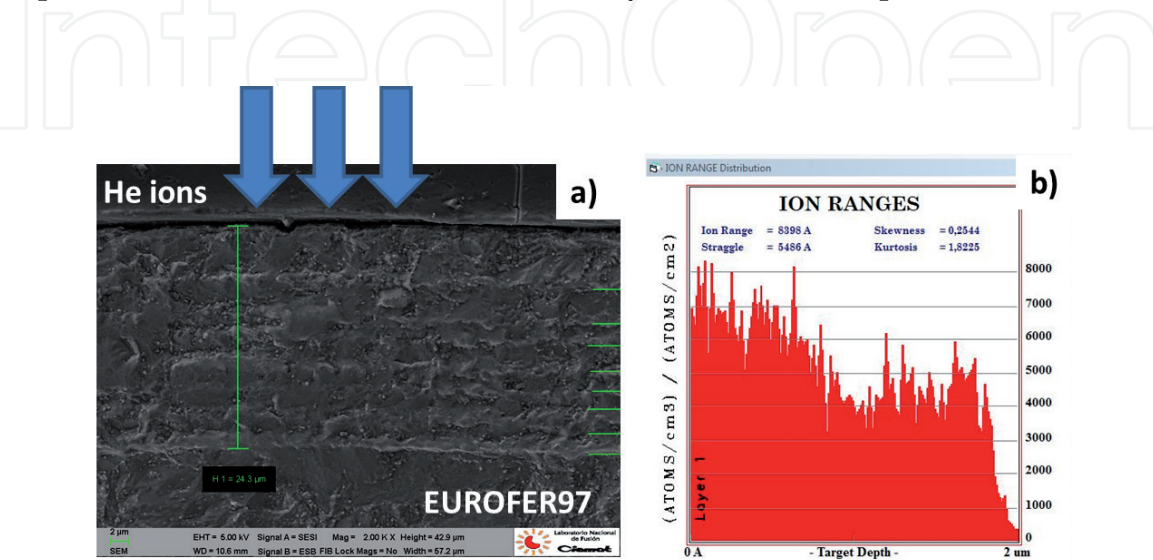 IntechOpen
He ions
a)
H 1 = 24.3 µm
EUROFER97
2 µm
SEM
EHT = 5.00 kV Signal A = SESI Mag = 2.00 K X Height = 42.9 µm
WD = 10.6 mm Signal B = ESB FIB Lock Mags = No Width = 57.2 µm
Laboratorio Nacional
de Fusión
Ciemat
ION RANGE Distribution
b)
ION RANGES
Ion Range = 8398 A Skewness = 0,2544
Straggle = 5486 A Kurtosis = 1,8225
(ATOMS/cm3) / (ATOMS/cm2)
8000
7000
6000
5000
4000
3000
2000
1000
0
Layer 1
0 A - Target Depth - 2 um